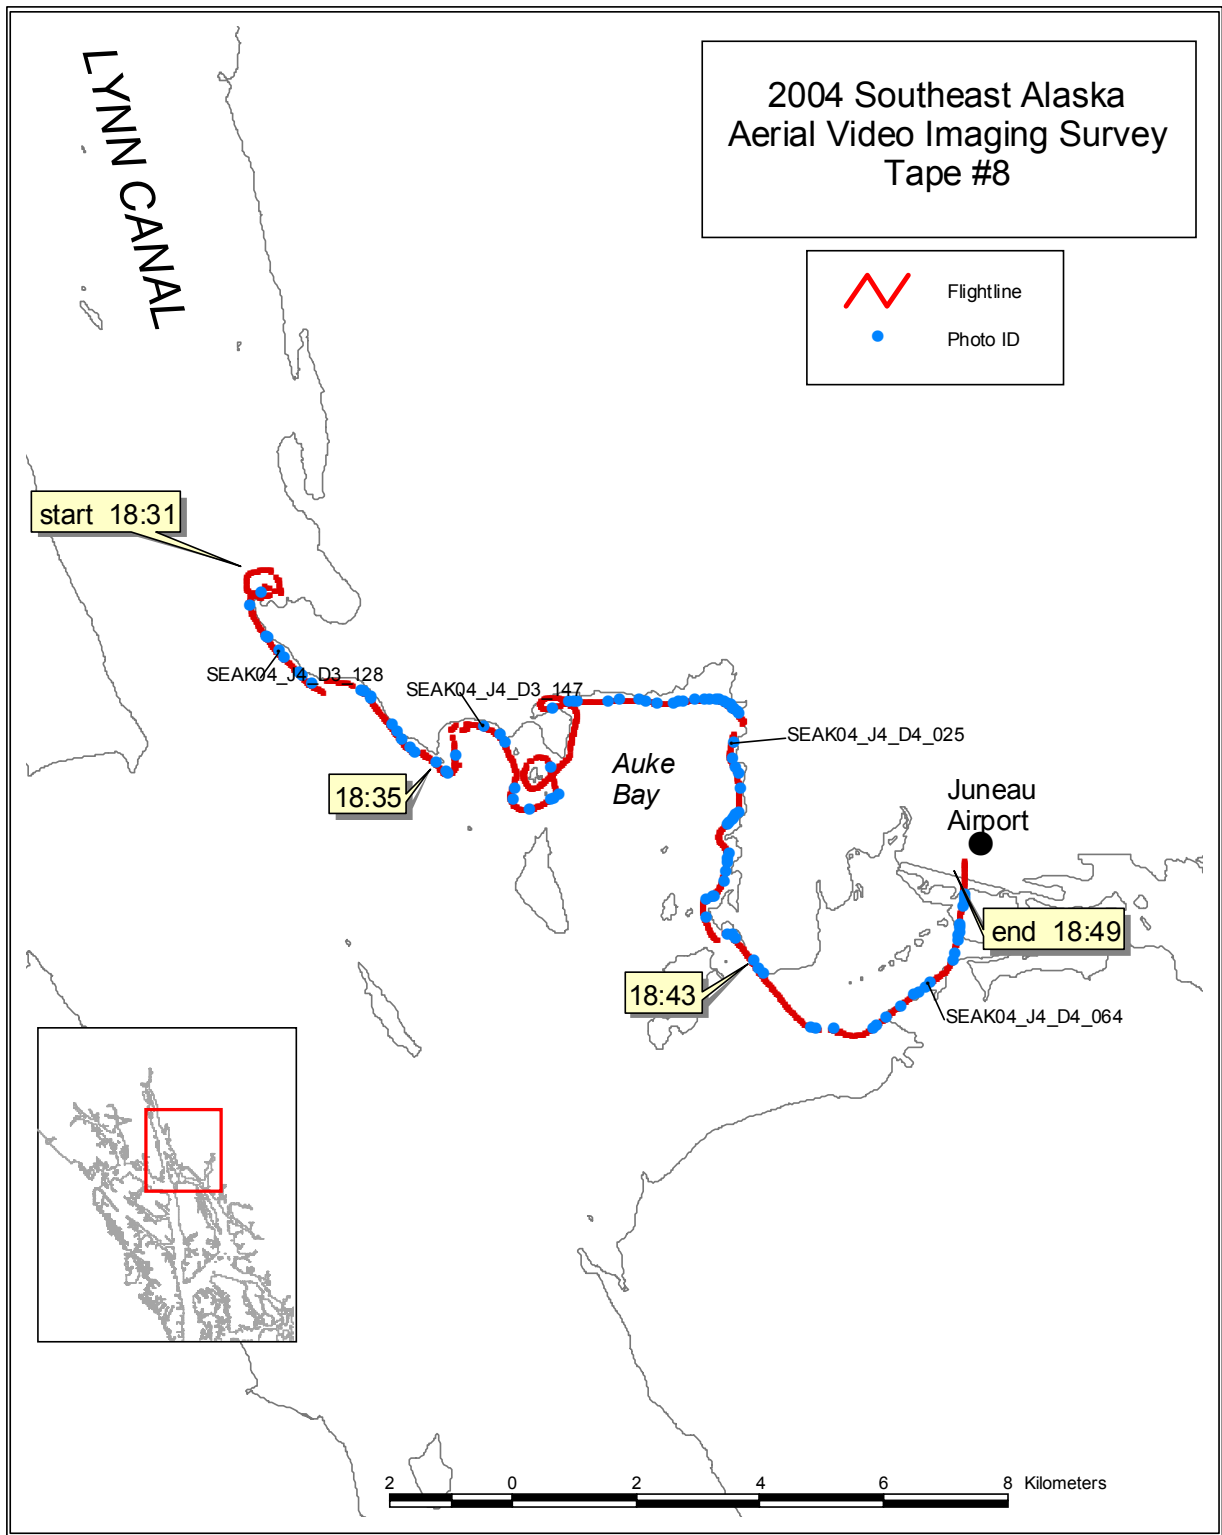 LYNN CANAL
2004 Southeast Alaska
Aerial Video Imaging Survey
Tape #8
Flightline
Photo ID
start 18:31
SEAK04_J4_D3_128
SEAK04_J4_D3_147
SEAK04_J4_D4_025
Auke
Bay
18:35
Juneau
Airport
end 18:49
18:43
SEAK04_J4_D4_064
2 0 2 4 6 8 Kilometers